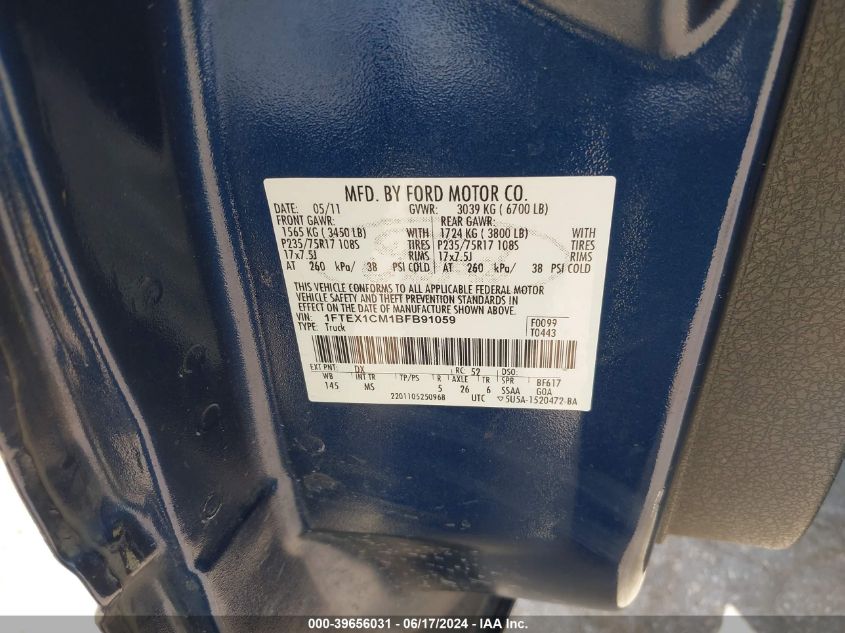 MFD. BY FORD MOTOR CO.
DATE: 05/11 GVWR: 3039 KG ( 6700 LB)
FRONT GAWR: REAR GAWR:
1565 KG ( 3450 LB) WITH 1724 KG ( 3800 LB) WITH
P235/75R17 108S TIRES P235/75R17 108S TIRES
17x7.5J RIMS 17x7.5J RIMS
AT 260 kPa/ 38 PSI COLD AT 260 kPa/ 38 PSI COLD
THIS VEHICLE CONFORMS TO ALL APPLICABLE FEDERAL MOTOR
VEHICLE SAFETY AND THEFT PREVENTION STANDARDS IN
EFFECT ON THE DATE OF MANUFACTURE SHOWN ABOVE.
VIN: 1FTEX1CM1BFB91059
TYPE: Truck
F0099
T0443
EXT PNT: DX RC: 52 DSO:
WB INT TR TP/PS R AXLE TR SPR BF617
145 MS 5 26 6 SSAA GOA
22011052509​6B UTC ▽5U5A-1520472-BA
000-39656031 - 06/17/2024 - IAA Inc.